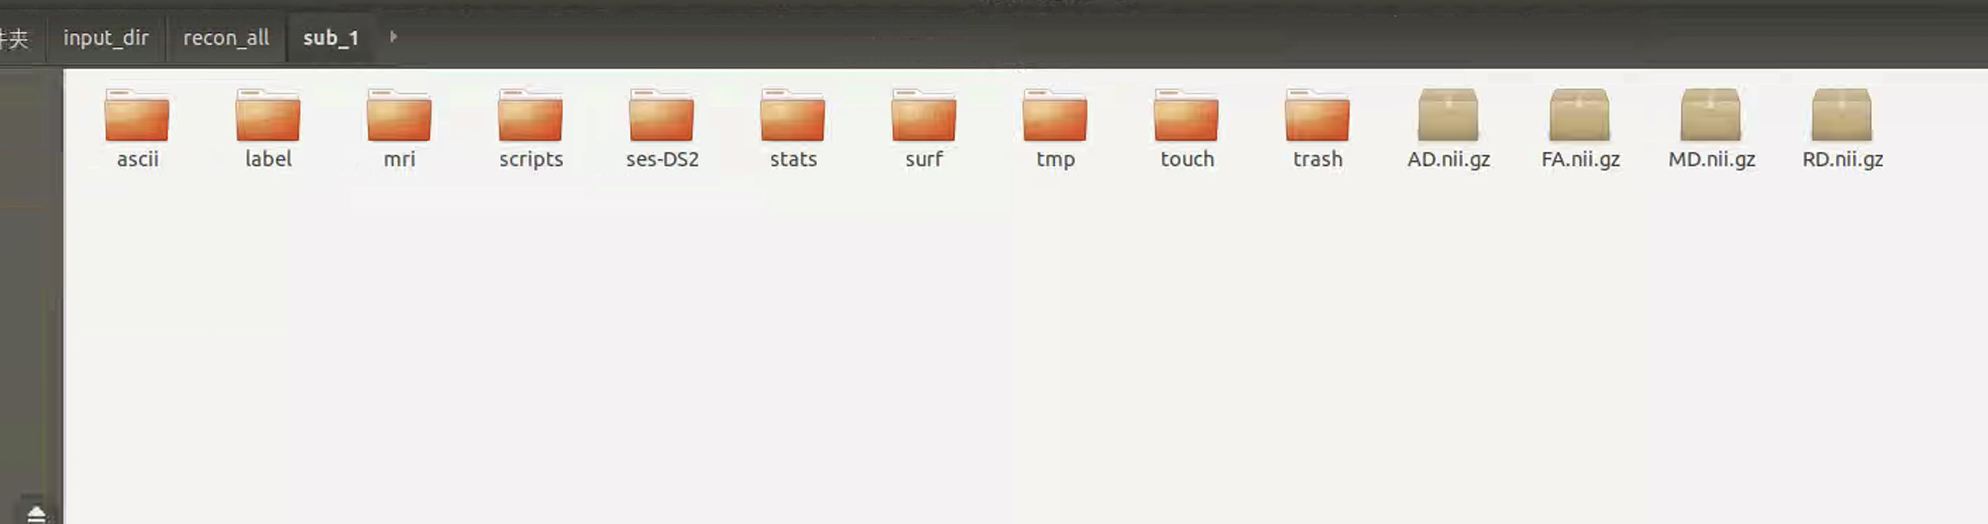 件夹 input_dir recon_all sub_1
ascii label mri scripts ses-DS2 stats surf tmp touch trash AD.nii.gz FA.nii.gz MD.nii.gz RD.nii.gz